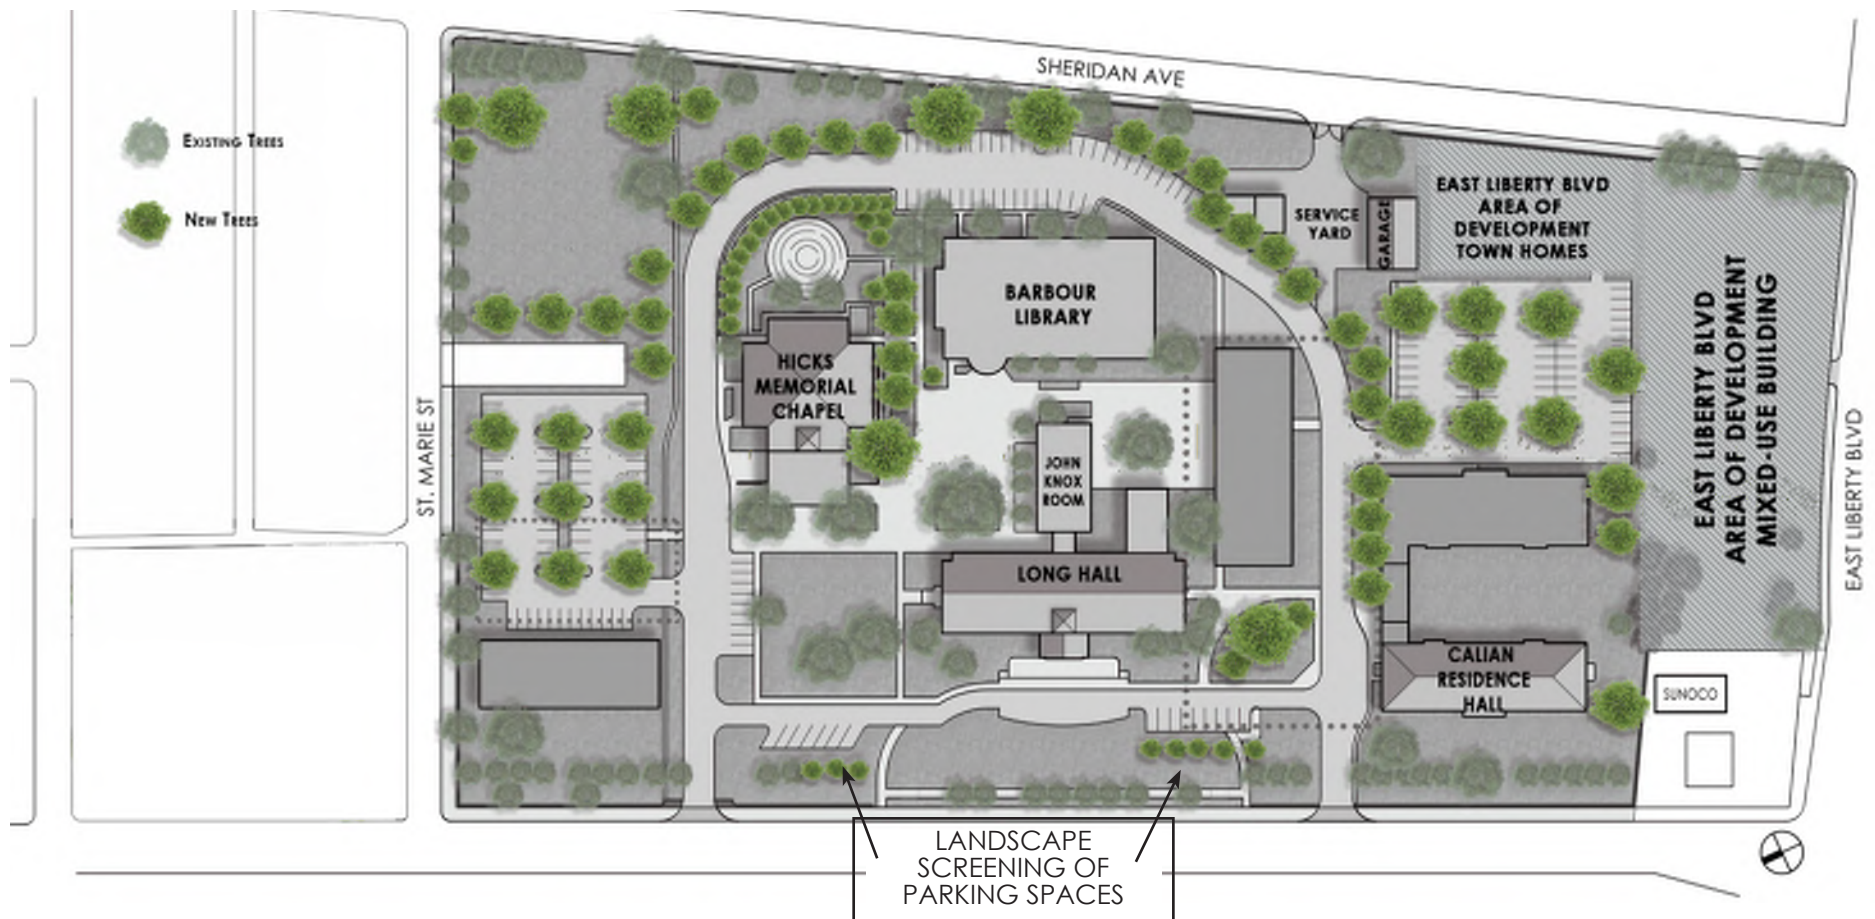 SHERIDAN AVE
EXISTING TREES
NEW TREES
EAST LIBERTY BLVD
AREA OF
DEVELOPMENT
TOWN HOMES
SERVICE
YARD
GARAGE
BARBOUR
LIBRARY
EAST LIBERTY BLVD
AREA OF DEVELOPMENT
MIXED-USE BUILDING
HICKS
MEMORIAL
CHAPEL
ST. MARIE ST
JOHN
KNOX
ROOM
EAST LIBERTY BLVD
LONG HALL
CALIAN
RESIDENCE
HALL
SUNOCO
LANDSCAPE
SCREENING OF
PARKING SPACES